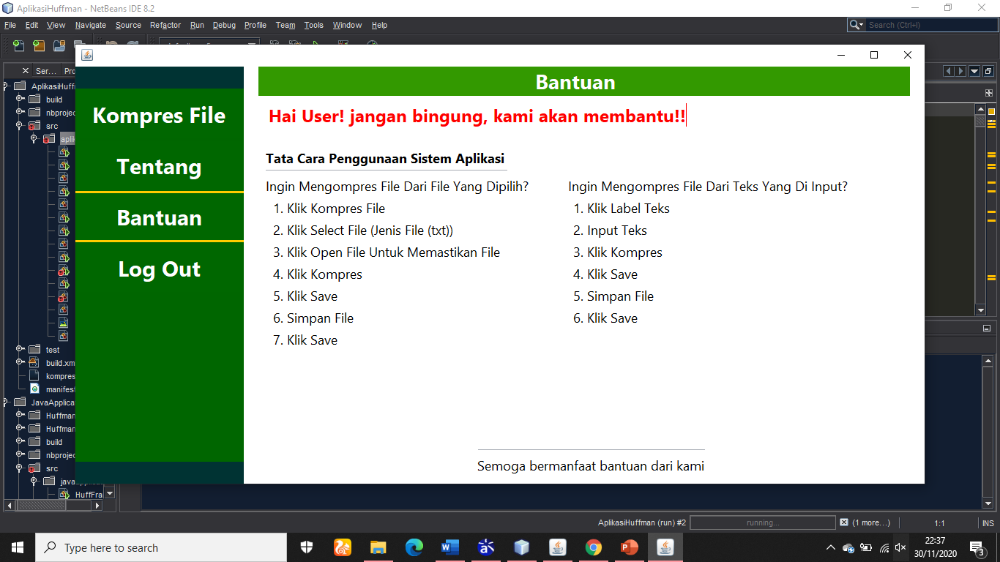 AplikasiHuffman - NetBeans IDE 8.2
File Edit View Navigate Source Refactor Run Debug Profile Team Tools Window Help
Search (Ctrl+I)
Ser...
AplikasiHuffm
build
nbprojec
src
aplik
test
build.xm
kompres
manifest
JavaApplicat
Huffman
Huffman
build
nbprojec
src
HuffFra
Kompres File
Tentang
Bantuan
Log Out
Bantuan
Hai User! jangan bingung, kami akan membantu!!
Tata Cara Penggunaan Sistem Aplikasi
Ingin Mengompres File Dari File Yang Dipilih?
1. Klik Kompres File
2. Klik Select File (Jenis File (txt))
3. Klik Open File Untuk Memastikan File
4. Klik Kompres
5. Klik Save
6. Simpan File
7. Klik Save
Ingin Mengompres File Dari Teks Yang Di Input?
1. Klik Label Teks
2. Input Teks
3. Klik Kompres
4. Klik Save
5. Simpan File
6. Klik Save
Semoga bermanfaat bantuan dari kami
AplikasiHuffman (run) #2
running...
(1 more...)
1:1
INS
Type here to search
22:37
30/11/2020
3